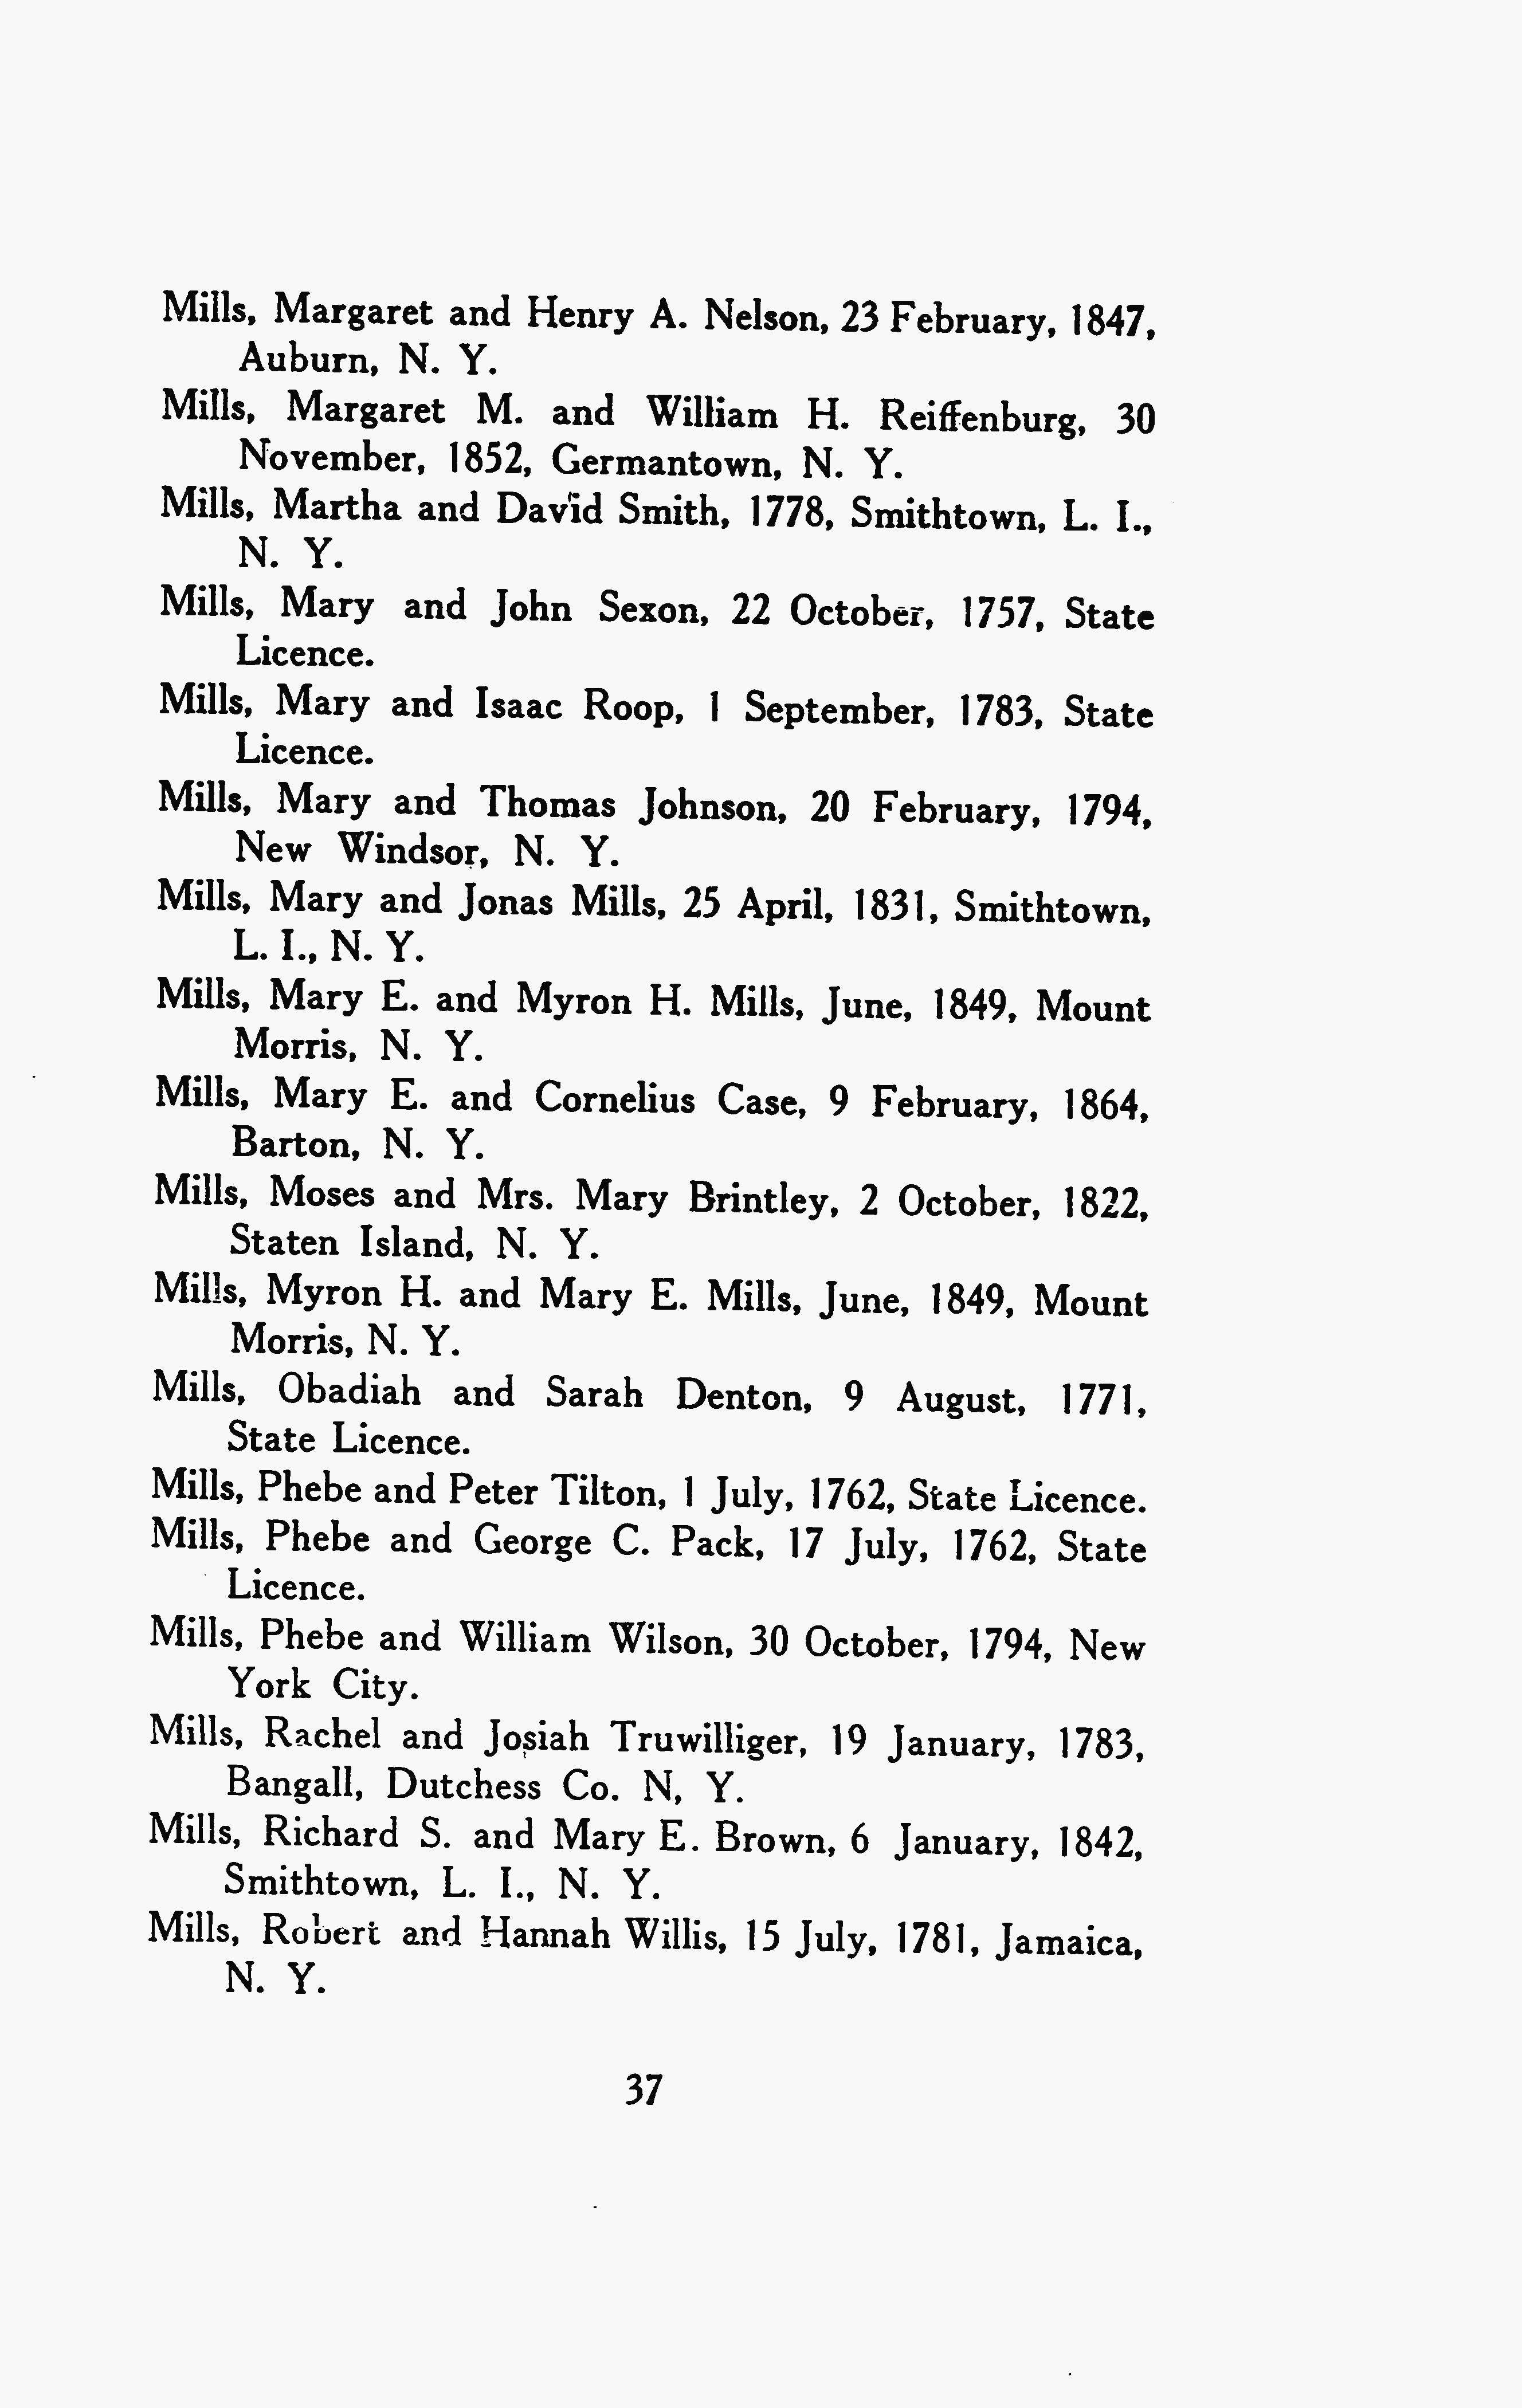 Mills, Margaret and Henry A. Nelson, 23 February, 1847,
Auburn, N. Y.
Mills, Margaret M. and William H. Reiffenburg, 30
November, 1852, Germantown, N. Y.
Mills, Martha and David Smith, 1778, Smithtown, L. I.,
N. Y.
Mills, Mary and John Sexon, 22 October, 1757, State
Licence.
Mills, Mary and Isaac Roop, 1 September, 1783, State
Licence.
Mills, Mary and Thomas Johnson, 20 February, 1794,
New Windsor, N. Y.
Mills, Mary and Jonas Mills, 25 April, 1831, Smithtown,
L. I., N. Y.
Mills, Mary E. and Myron H. Mills, June, 1849, Mount
Morris, N. Y.
Mills, Mary E. and Cornelius Case, 9 February, 1864,
Barton, N. Y.
Mills, Moses and Mrs. Mary Brintley, 2 October, 1822,
Staten Island, N. Y.
Mills, Myron H. and Mary E. Mills, June, 1849, Mount
Morris, N. Y.
Mills, Obadiah and Sarah Denton, 9 August, 1771,
State Licence.
Mills, Phebe and Peter Tilton, 1 July, 1762, State Licence.
Mills, Phebe and George C. Pack, 17 July, 1762, State
Licence.
Mills, Phebe and William Wilson, 30 October, 1794, New
York City.
Mills, Rachel and Josiah Truwilliger, 19 January, 1783,
Bangall, Dutchess Co. N, Y.
Mills, Richard S. and Mary E. Brown, 6 January, 1842,
Smithtown, L. I., N. Y.
Mills, Robert and Hannah Willis, 15 July, 1781, Jamaica,
N. Y.
37